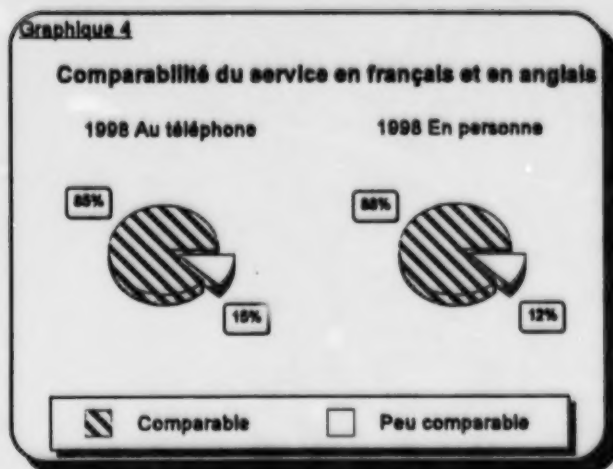 Graphique 4
Comparabilité du service en français et en anglais
1998 Au téléphone
1998 En personne
85%
15%
88%
12%
Comparable
Peu comparable